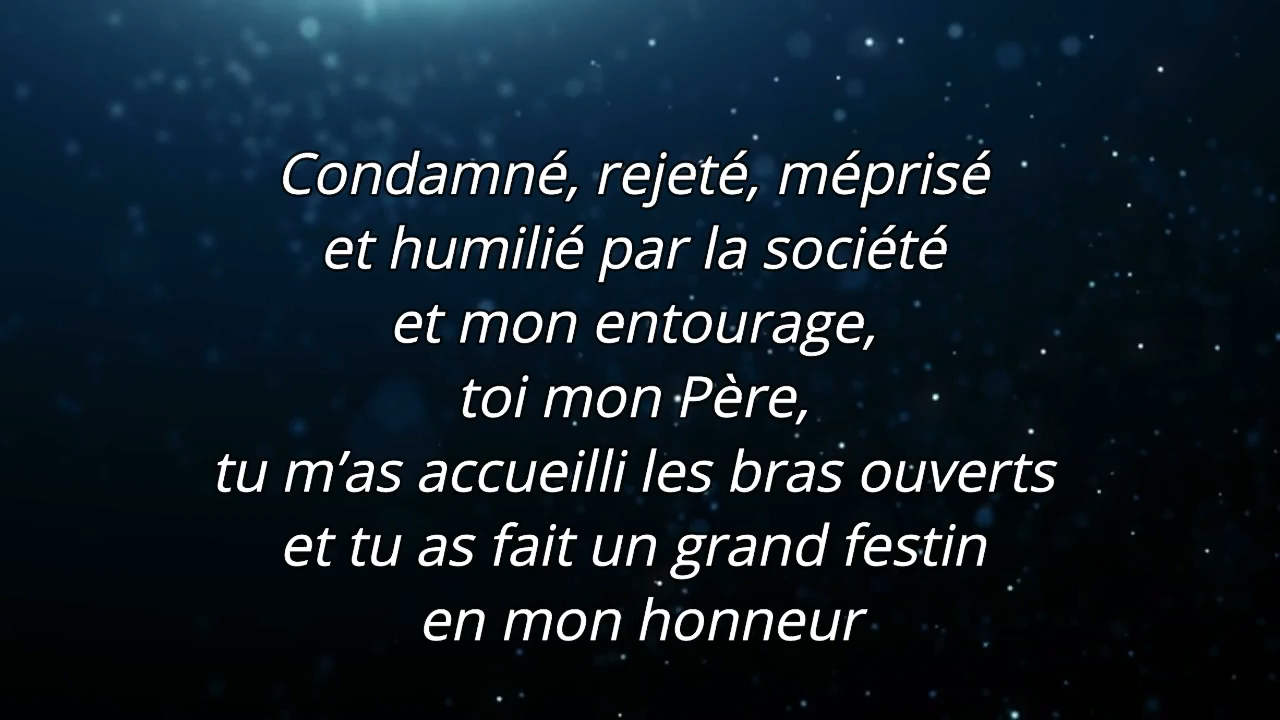 Condamné, rejeté, méprisé
et humilié par la société
et mon entourage,
toi mon Père,
tu m’as accueilli les bras ouverts
et tu as fait un grand festin
en mon honneur